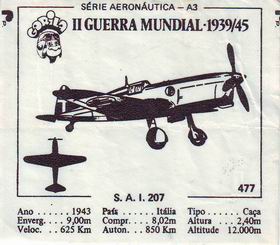 SÉRIE AERONÁUTICA – A3
II GUERRA MUNDIAL·1939/45
S. A. I. 207
477
Ano . . . . . 1943 País . . . . . Itália Tipo . . . . . Caça
Enverg. . . . . 9,00m Compr. . . . 8,02m Altura . . . . 2,40m
Veloc. . . . 625 Km Auton. . . 850 Km Altitude 12.000m